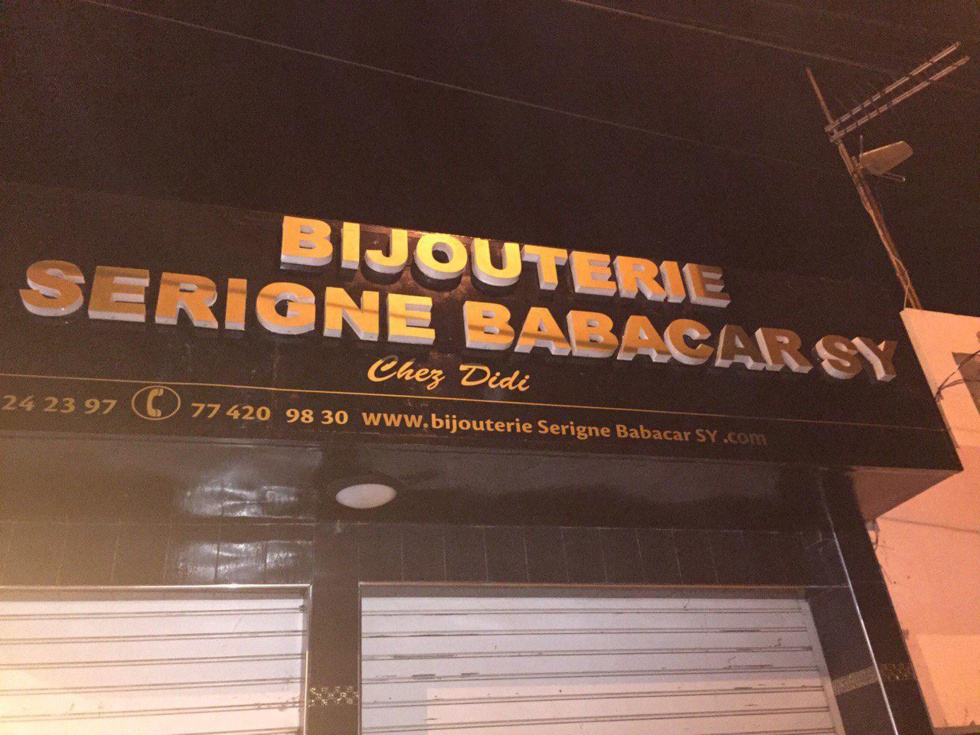 BIJOUTERIE
SERIGNE BABACAR SY
Chez Didi
24 23 97 77 420 98 30 www.bijouterie Serigne Babacar SY .com